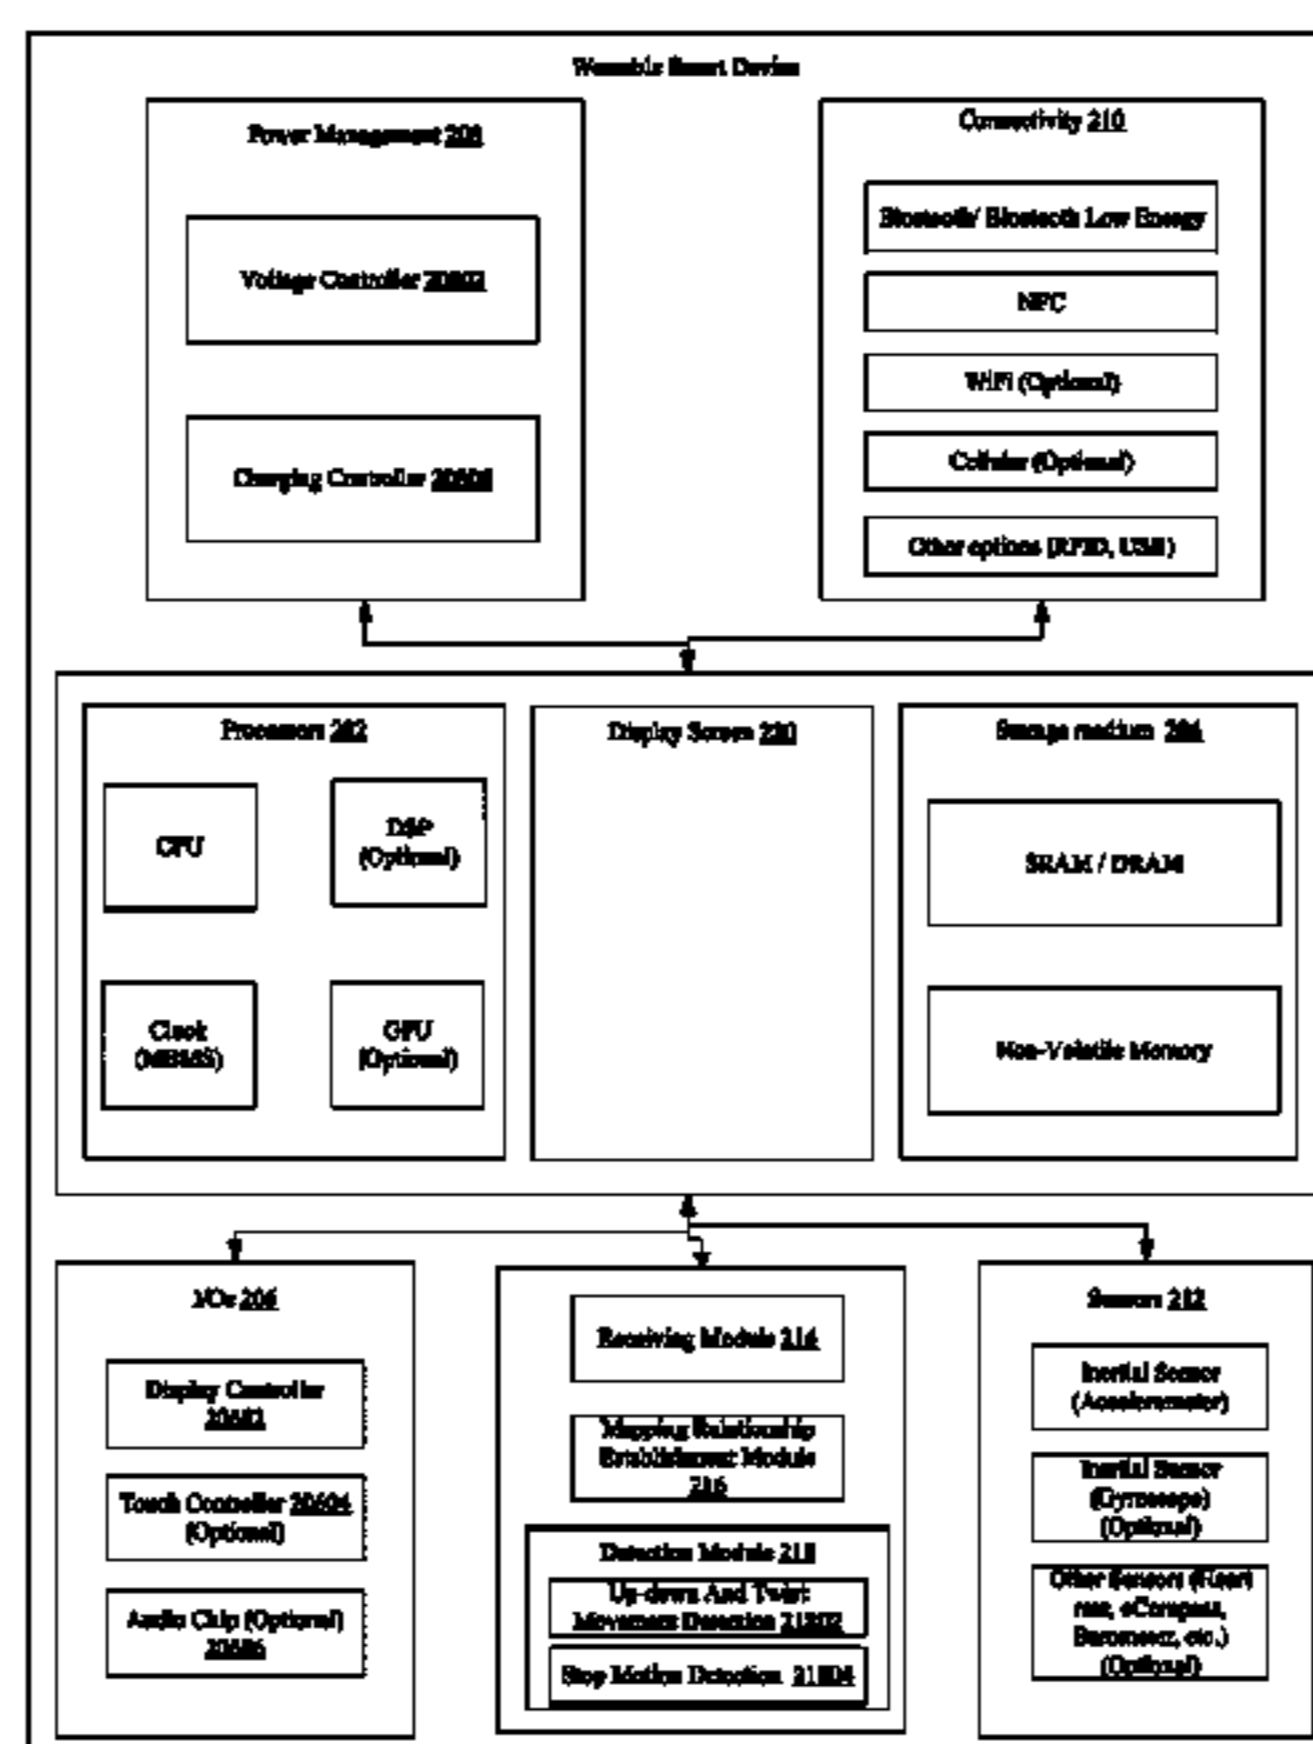 Wearable Smart Device
Power Management 208
Voltage Controller 20802
Charging Controller
Connectivity 210
Bluetooth/ Bluetooth Low Energy
NFC
WiFi (Optional)
Cellular (Optional)
Other options (RFID, USB)
Processors 202
CPU
DSP
(Optional)
Clock
(MEMS)
GPU
(Optional)
Display Screen 220
Storage medium 204
SRAM / DRAM
Non-Volatile Memory
I/Os 206
Display Controller
20602
Touch Controller 20604
(Optional)
Audio Chip (Optional)
20606
Receiving Module 214
Mapping Relationship
Establishment Module
216
Detection Module 218
Up-down And Twist
Movement Detection 21802
Stop Motion Detection 21804
Sensors 212
Inertial Sensor
(Accelerometer)
Inertial Sensor
(Gyroscope)
(Optional)
Other Sensors (Heart
rate, eCompass,
Barometer, etc.)
(Optional)